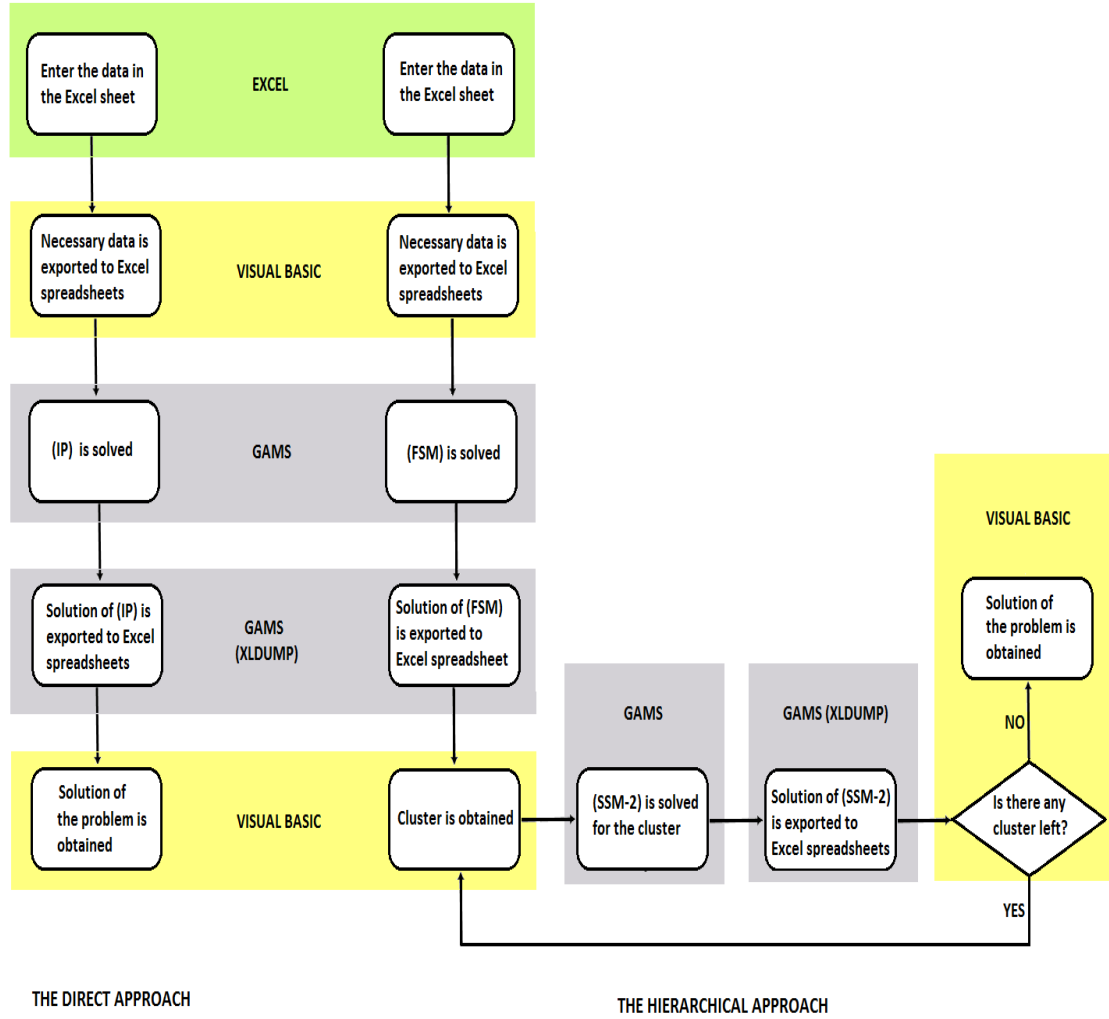 Enter the data in
the Excel sheet
EXCEL
Enter the data in
the Excel sheet
Necessary data is
exported to Excel
spreadsheets
VISUAL BASIC
Necessary data is
exported to Excel
spreadsheets
(IP) is solved
GAMS
(FSM) is solved
Solution of (IP) is
exported to Excel
spreadsheets
GAMS
(XLDUMP)
Solution of (FSM)
is exported to
Excel spreadsheet
Solution of
the problem is
obtained
VISUAL BASIC
Cluster is obtained
GAMS
(SSM-2) is solved
for the cluster
GAMS (XLDUMP)
Solution of (SSM-2)
is exported to
Excel spreadsheets
VISUAL BASIC
Solution of
the problem is
obtained
NO
Is there any
cluster left?
YES
THE DIRECT APPROACH
THE HIERARCHICAL APPROACH